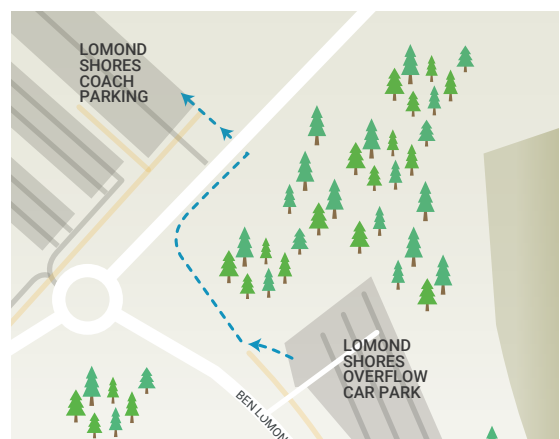 LOMOND
SHORES
COACH
PARKING
LOMOND
SHORES
OVERFLOW
CAR PARK
BEN LOMON